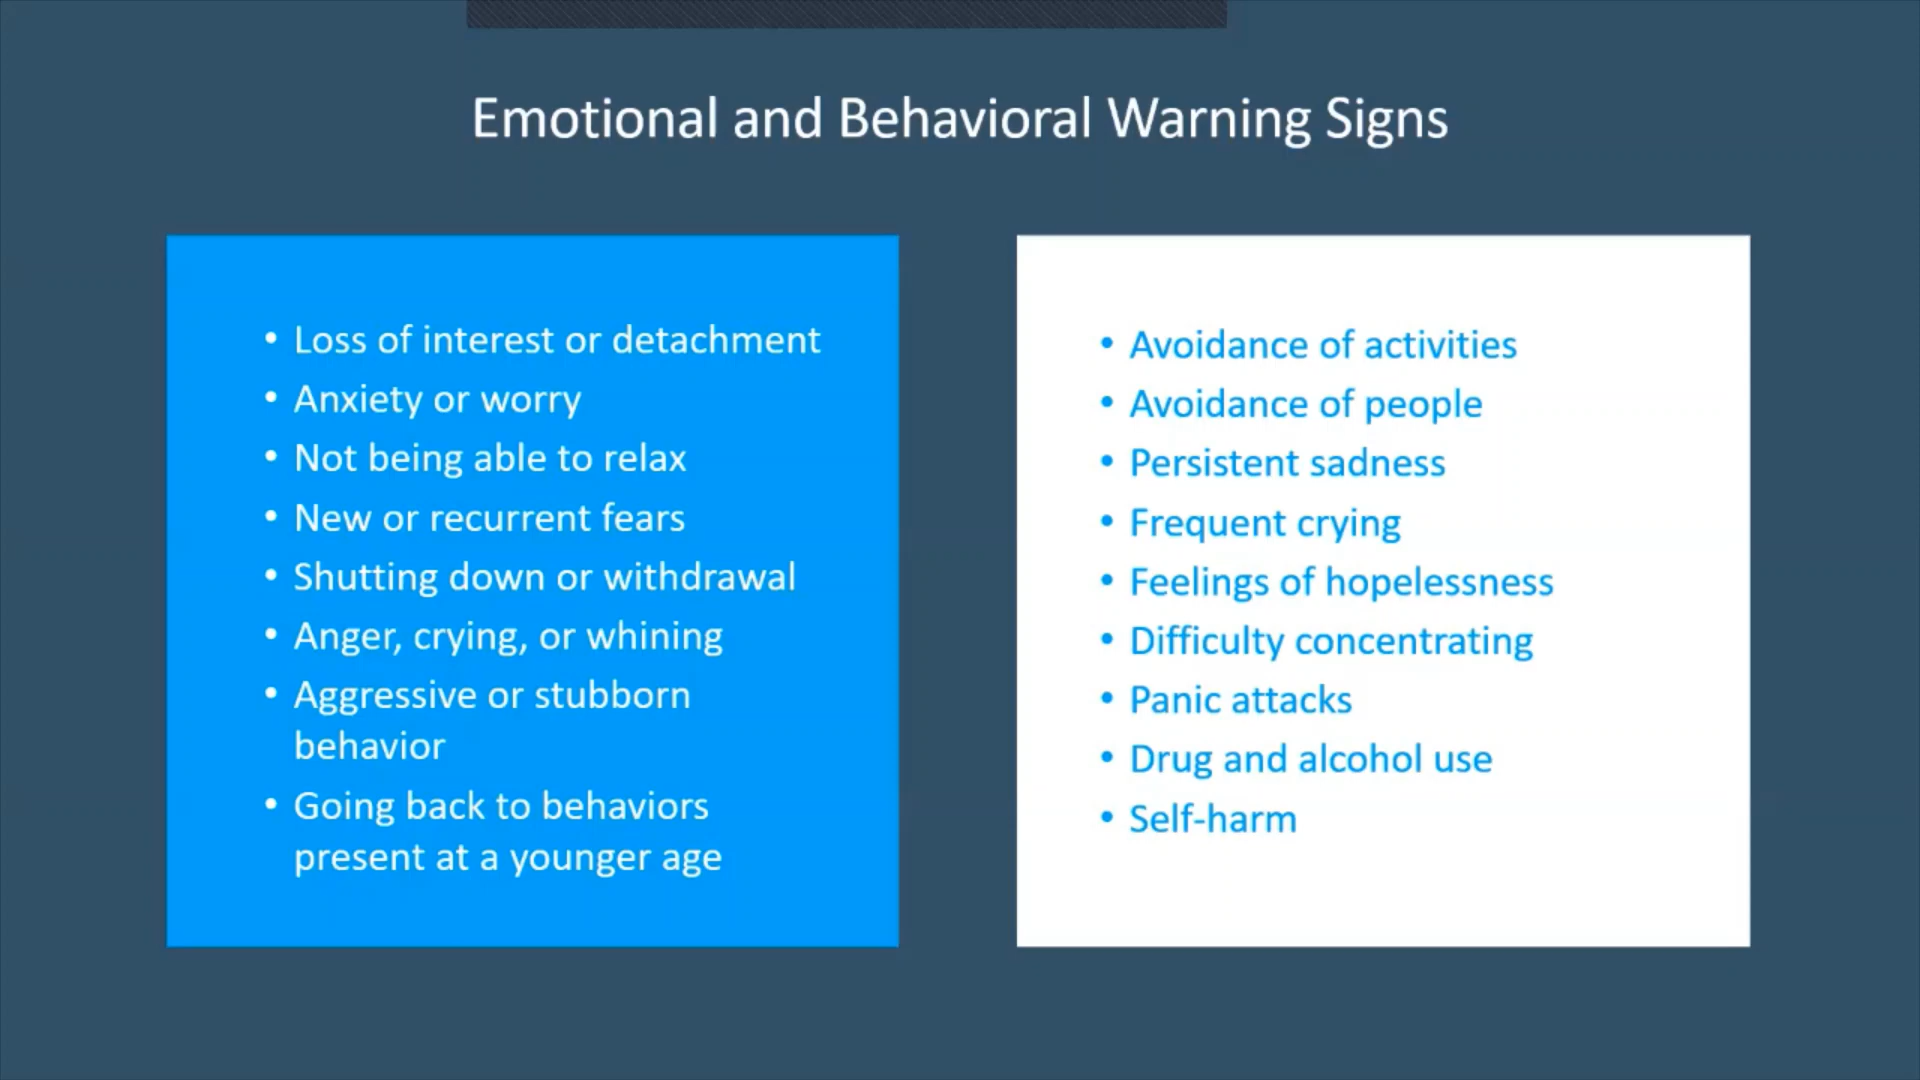 Emotional and Behavioral Warning Signs
• Loss of interest or detachment
• Anxiety or worry
• Not being able to relax
• New or recurrent fears
• Shutting down or withdrawal
• Anger, crying, or whining
• Aggressive or stubborn
behavior
• Going back to behaviors
present at a younger age
• Avoidance of activities
• Avoidance of people
• Persistent sadness
• Frequent crying
• Feelings of hopelessness
• Difficulty concentrating
• Panic attacks
• Drug and alcohol use
• Self-harm